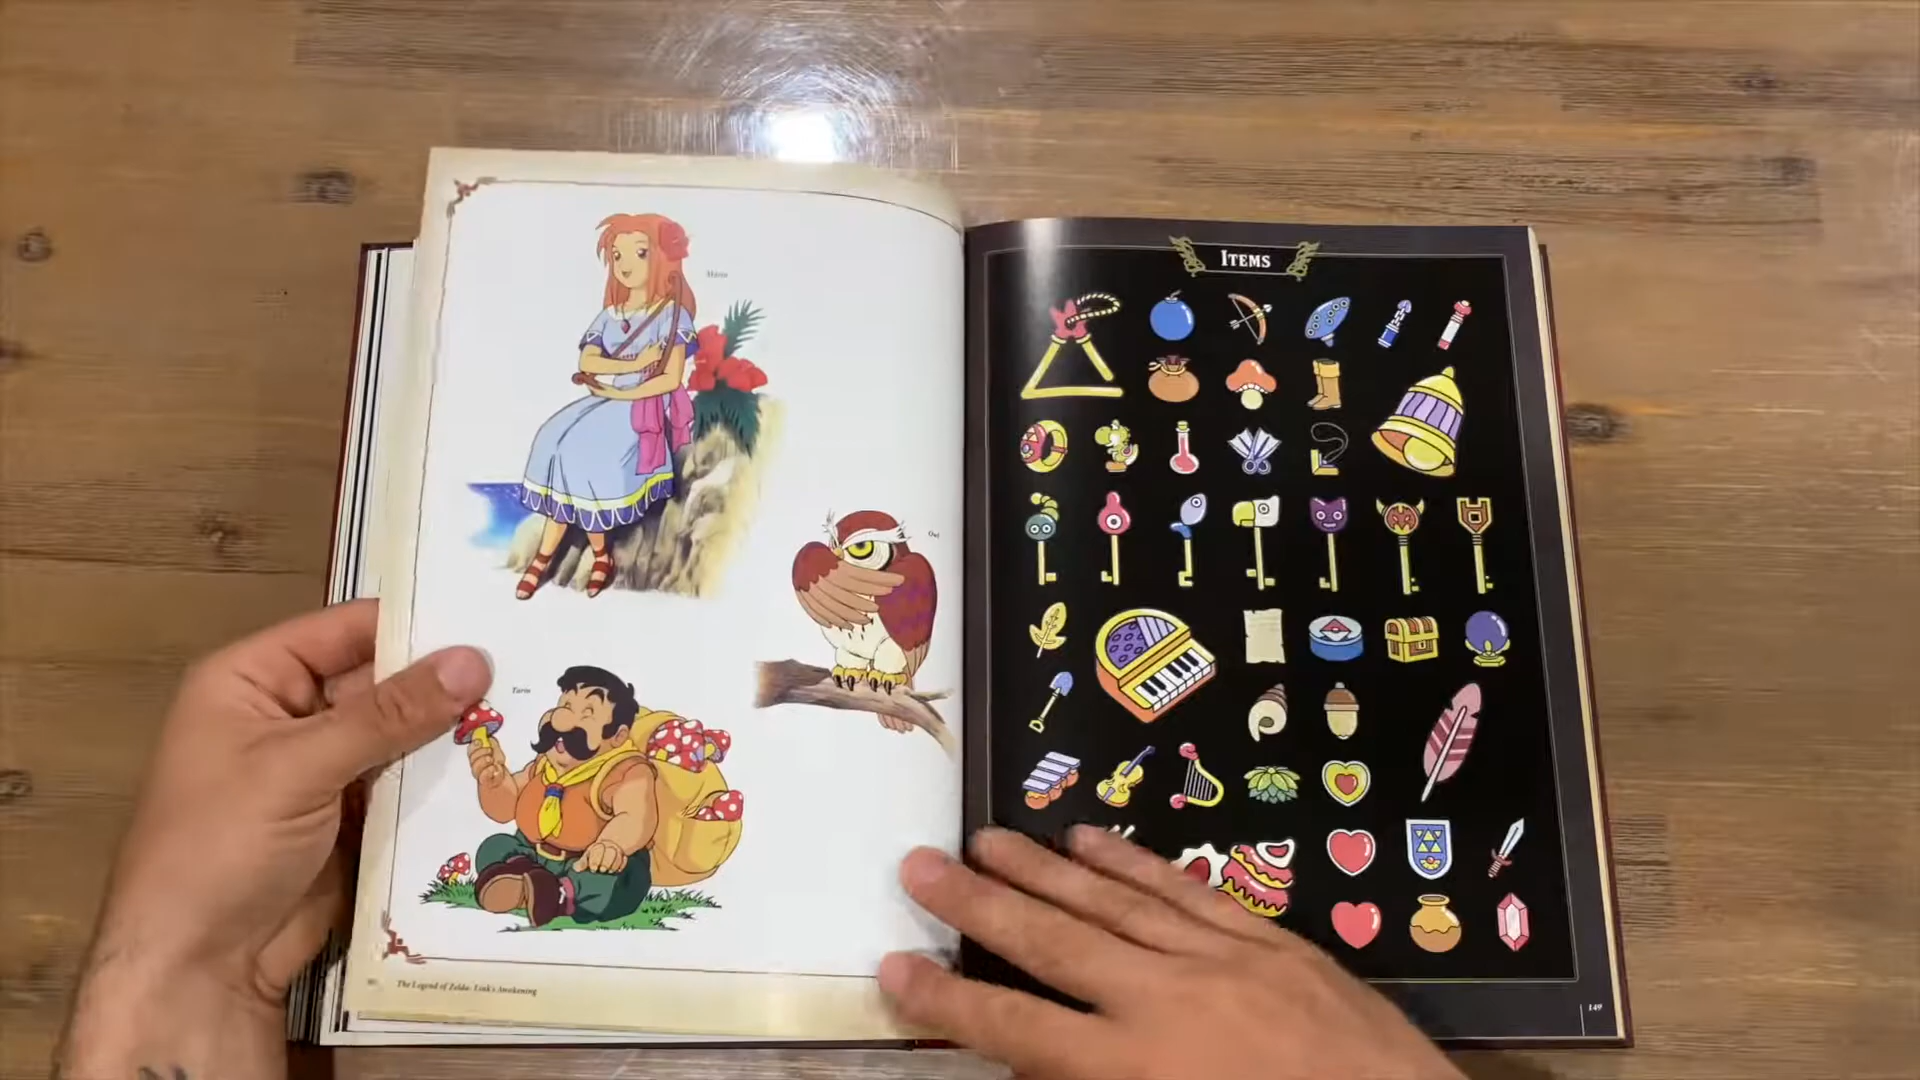 Marin
Owl
Tarin
The Legend of Zelda: Link's Awakening
ITEMS
149